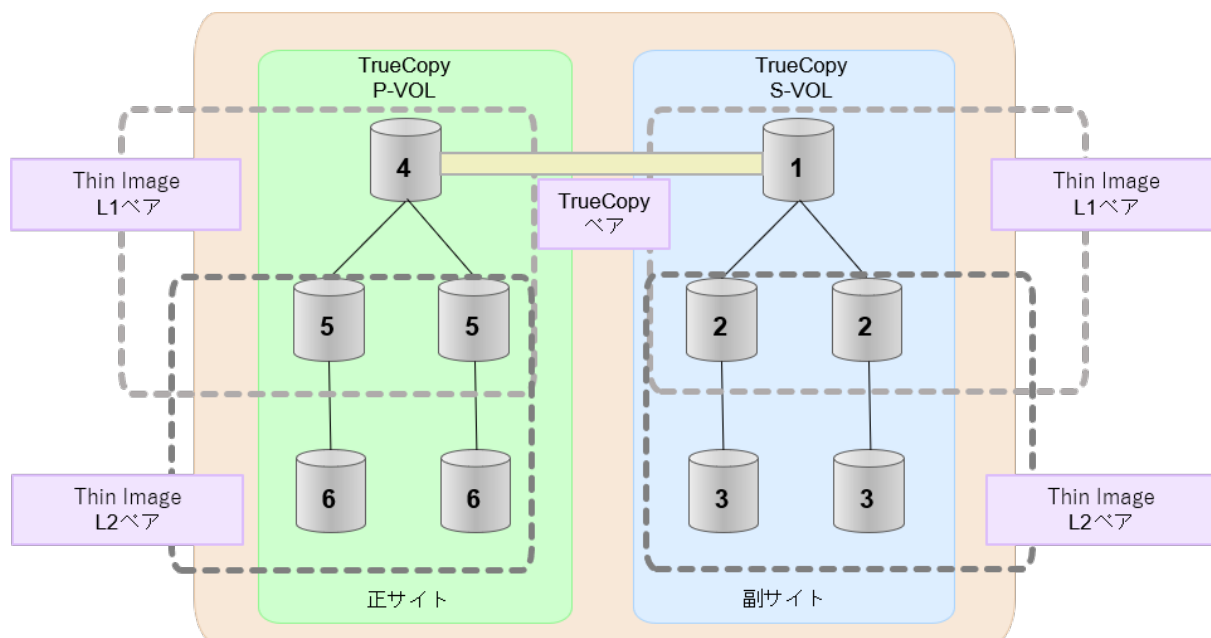 TrueCopy
P-VOL
TrueCopy
S-VOL
4
1
Thin Image
L1ペア
TrueCopy
ペア
Thin Image
L1ペア
5
5
2
2
Thin Image
L2ペア
6
6
3
3
Thin Image
L2ペア
正サイト
副サイト